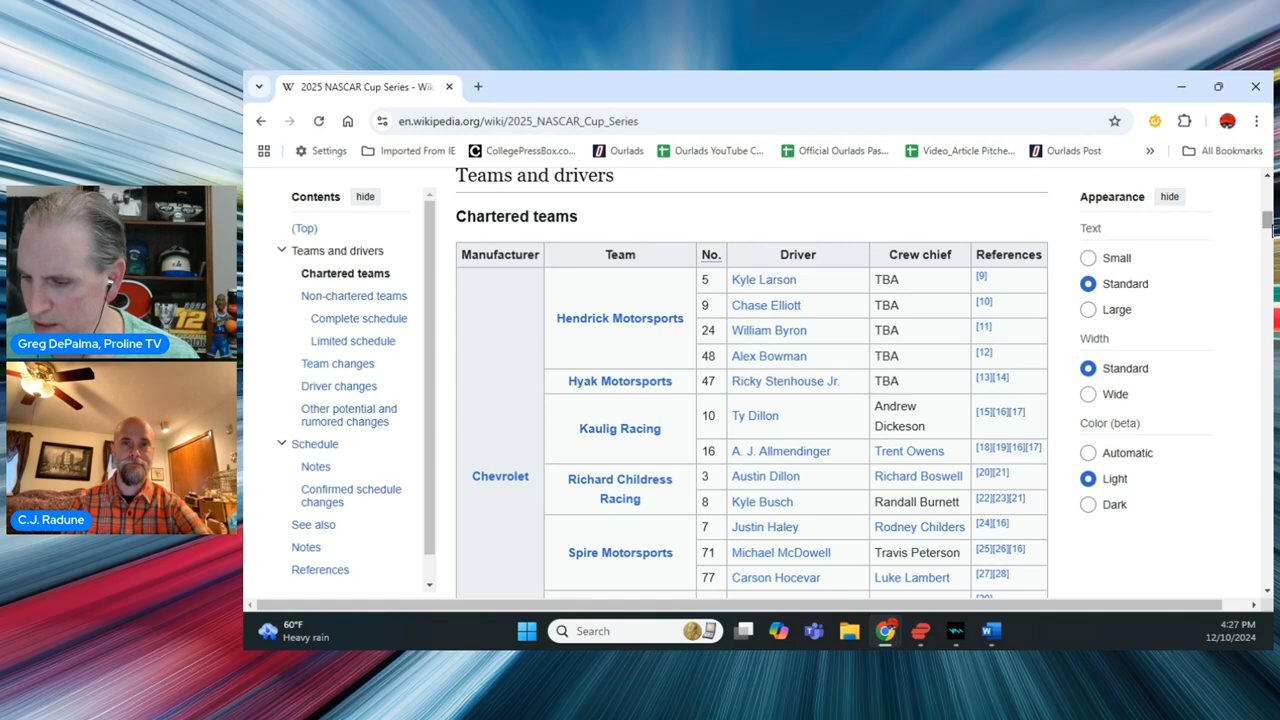 2025 NASCAR Cup Series - Wik
en.wikipedia.org/wiki/2025_NASCAR_Cup_Series
Settings
Imported From IE
CollegePressBox.co...
Ourlads
Ourlads YouTube C...
Official Ourlads Pas...
Video_Article Pitche...
Ourlads Post
All Bookmarks
Contents hide
(Top)
Teams and drivers
Chartered teams
Non-chartered teams
Complete schedule
Limited schedule
Team changes
Driver changes
Other potential and
rumored changes
Schedule
Notes
Confirmed schedule
changes
See also
Notes
References
Teams and drivers
Chartered teams
Manufacturer Team No. Driver Crew chief References
Chevrolet
Hendrick Motorsports
5 Kyle Larson TBA [9]
9 Chase Elliott TBA [10]
24 William Byron TBA [11]
48 Alex Bowman TBA [12]
Hyak Motorsports 47 Ricky Stenhouse Jr. TBA [13][14]
Kaulig Racing
10 Ty Dillon Andrew
Dickeson [15][16][17]
16 A. J. Allmendinger Trent Owens [18][19][16][17]
Richard Childress
Racing
3 Austin Dillon Richard Boswell [20][21]
8 Kyle Busch Randall Burnett [22][23][21]
Spire Motorsports
7 Justin Haley Rodney Childers [24][16]
71 Michael McDowell Travis Peterson [25][26][16]
77 Carson Hocevar Luke Lambert [27][28]
Appearance hide
Text
Small
Standard
Large
Width
Standard
Wide
Color (beta)
Automatic
Light
Dark
12
Greg DePalma, Proline TV
C.J. Radune
60°F
Heavy rain
Search
4:27 PM
12/10/2024